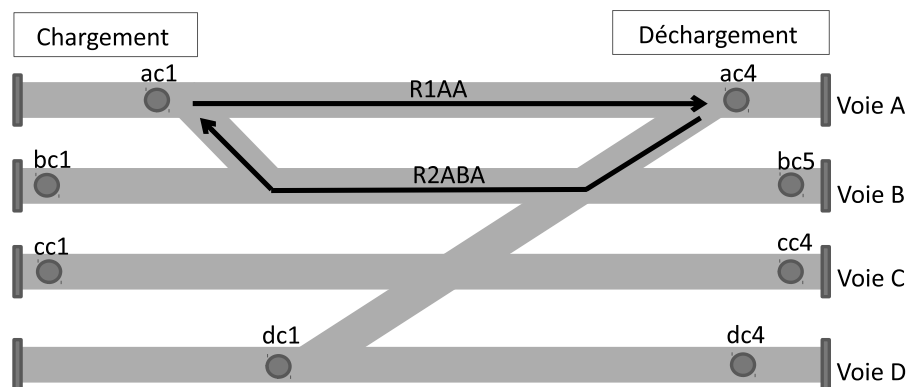 Chargement
Déchargement
ac1
R1AA
ac4
Voie A
bc1
R2ABA
bc5
Voie B
cc1
cc4
Voie C
dc1
dc4
Voie D